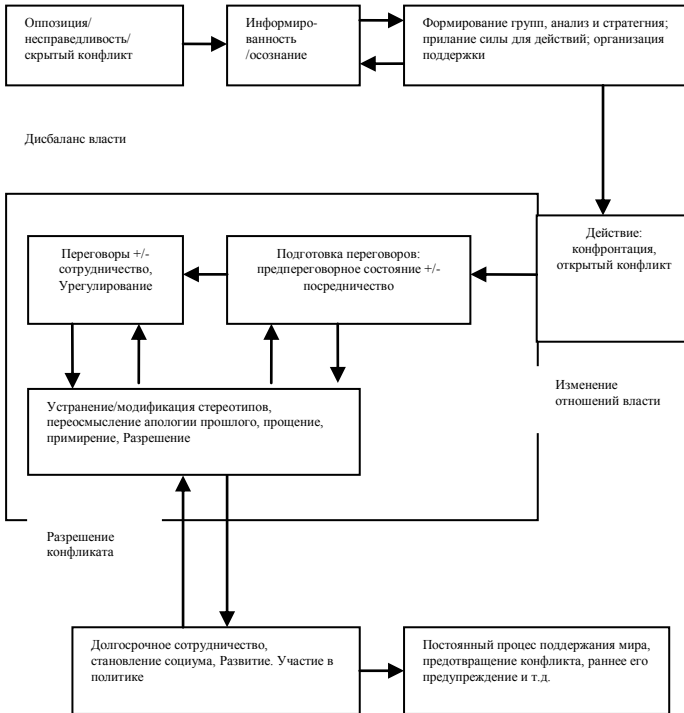 Оппозиция/
несправедливость/
скрытый конфликт
Информиро-
ванность
/осознание
Формирование групп, анализ и стратегния;
прилание силы для действий; организация
поддержки
Дисбаланс власти
Действие:
конфронтация,
открытый конфликт
Переговоры +/-
сотрудничество,
Урегулирование
Подготовка переговоров:
предпереговорное состояние +/-
посредничество
Изменение
отношений власти
Устранение/модификация стереотипов,
переосмысление апологии прошлого, прощение,
примирение, Разрешение
Разрешение
конфликата
Долгосрочное сотрудничество,
становление социума, Развитие. Участие в
политике
Постоянный процесс поддержания мира,
предотвращение конфликта, раннее его
предупреждение и т.д.